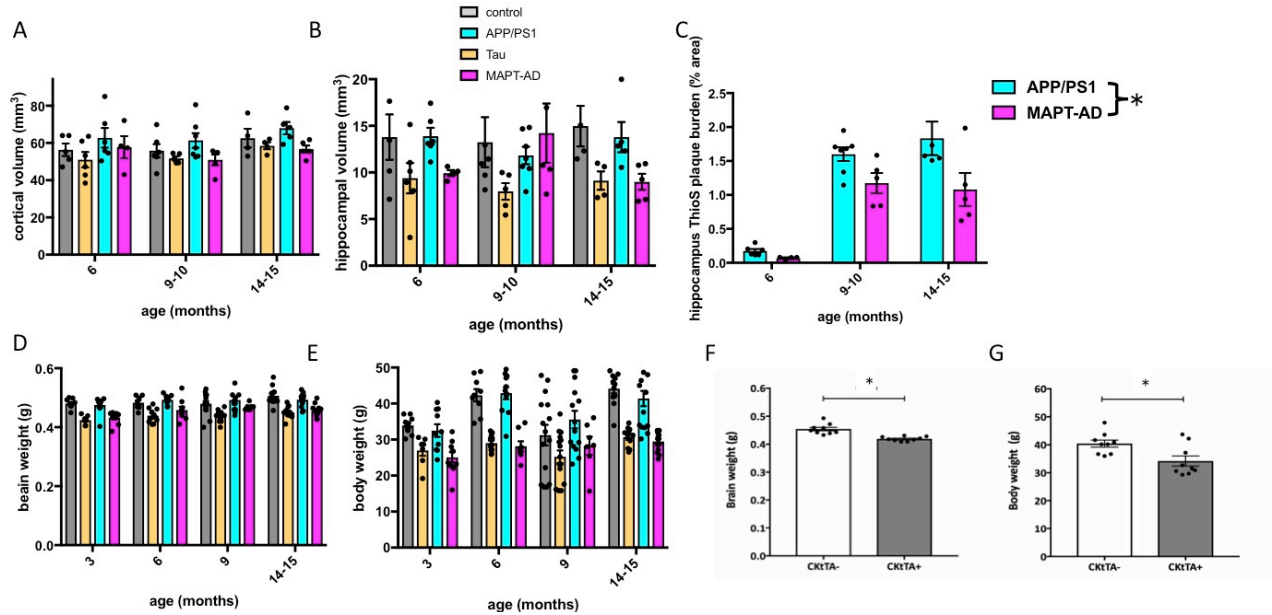 control
APP/PS1
Tau
MAPT-AD
A
cortical volume (mm³)
80
60
40
20
0
6
9-10
14-15
age (months)
B
hippocampal volume (mm³)
20
15
10
5
0
6
9-10
14-15
age (months)
C
hippocampus ThioS plaque burden (% area)
2.5
2.0
1.5
1.0
0.5
0.0
6
9-10
14-15
age (months)
APP/PS1
MAPT-AD
*
D
beain weight (g)
0.6
0.4
0.2
0.0
3
6
9
14-15
age (months)
E
body weight (g)
50
40
30
20
10
0
3
6
9
14-15
age (months)
F
Brain weight (g)
0.6
0.5
0.4
0.3
0.2
0.1
0.0
*
CKtTA-
CKtTA+
G
Body weight (g)
60
50
40
30
20
10
0
*
CKtTA-
CKtTA+